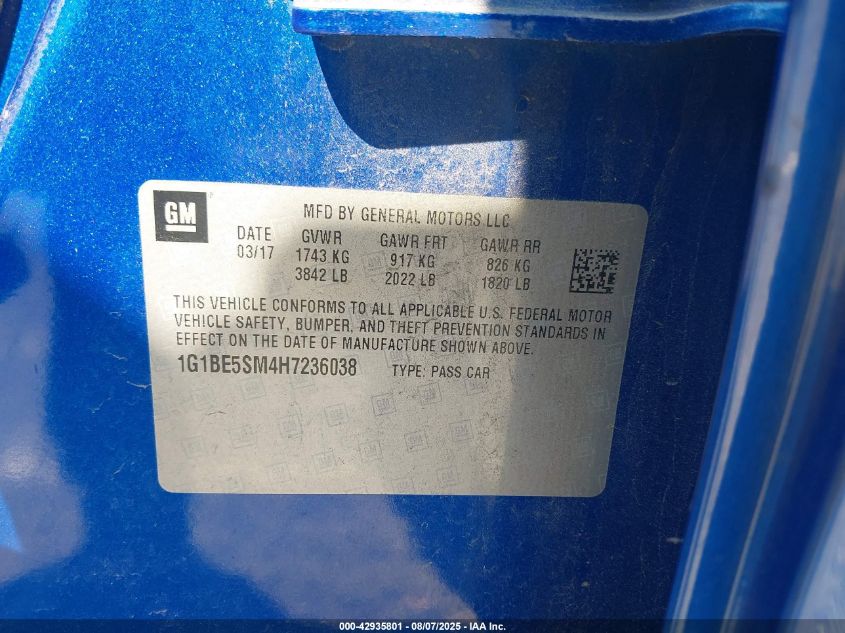 GM
MFD BY GENERAL MOTORS LLC
DATE GVWR GAWR FRT GAWR RR
03/17 1743 KG 917 KG 826 KG
3842 LB 2022 LB 1820 LB
THIS VEHICLE CONFORMS TO ALL APPLICABLE U.S. FEDERAL MOTOR
VEHICLE SAFETY, BUMPER, AND THEFT PREVENTION STANDARDS IN
EFFECT ON THE DATE OF MANUFACTURE SHOWN ABOVE.
1G1BE5SM4H7236038 TYPE: PASS CAR
000-42935801 - 08/07/2025 - IAA Inc.